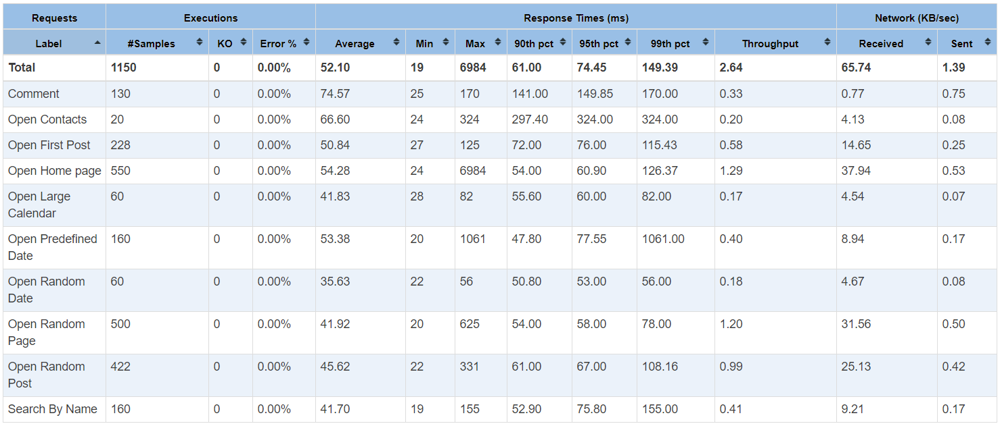 Requests Executions Response Times (ms) Network (KB/sec)
Label #Samples KO Error % Average Min Max 90th pct 95th pct 99th pct Throughput Received Sent
Total 1150 0 0.00% 52.10 19 6984 61.00 74.45 149.39 2.64 65.74 1.39
Comment 130 0 0.00% 74.57 25 170 141.00 149.85 170.00 0.33 0.77 0.75
Open Contacts 20 0 0.00% 66.60 24 324 297.40 324.00 324.00 0.20 4.13 0.08
Open First Post 228 0 0.00% 50.84 27 125 72.00 76.00 115.43 0.58 14.65 0.25
Open Home page 550 0 0.00% 54.28 24 6984 54.00 60.90 126.37 1.29 37.94 0.53
Open Large 60 0 0.00% 41.83 28 82 55.60 60.00 82.00 0.17 4.54 0.07
Calendar
Open Predefined 160 0 0.00% 53.38 20 1061 47.80 77.55 1061.00 0.40 8.94 0.17
Date
Open Random 60 0 0.00% 35.63 22 56 50.80 53.00 56.00 0.18 4.67 0.08
Date
Open Random 500 0 0.00% 41.92 20 625 54.00 58.00 78.00 1.20 31.56 0.50
Page
Open Random 422 0 0.00% 45.62 22 331 61.00 67.00 108.16 0.99 25.13 0.42
Post
Search By Name 160 0 0.00% 41.70 19 155 52.90 75.80 155.00 0.41 9.21 0.17